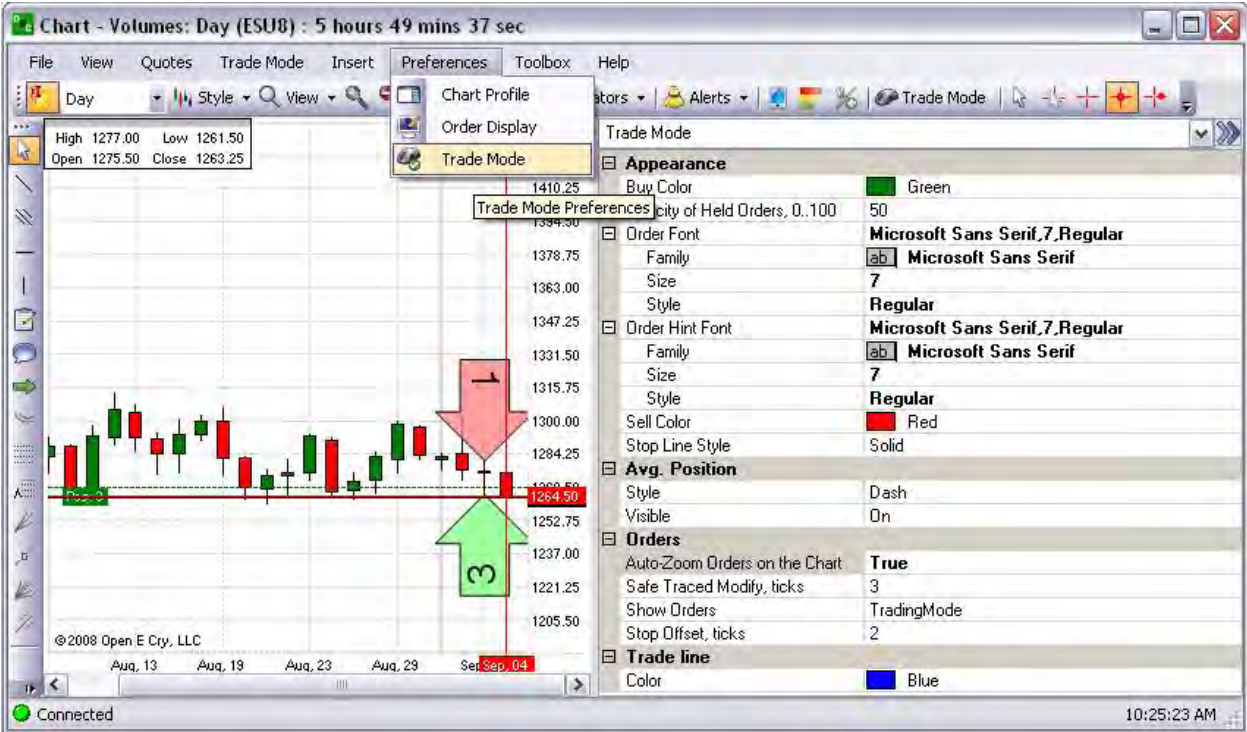 Chart - Volumes: Day (ESU8) : 5 hours 49 mins 37 sec
File View Quotes Trade Mode Insert Preferences Toolbox Help
Day Style View ators Alerts Trade Mode
Chart Profile
Order Display
Trade Mode
Trade Mode Preferences
High 1277.00 Low 1261.50
Open 1275.50 Close 1263.25
1410.25
1394.50
1378.75
1363.00
1347.25
1331.50
1315.75
1300.00
1284.25
1264.50
1252.75
1237.00
1221.25
1205.50
1
3
©2008 Open E Cry, LLC
Aug, 13 Aug, 19 Aug, 23 Aug, 29 Sep, 04
Trade Mode
Appearance
Buy Color Green
city of Held Orders, 0..100 50
Order Font Microsoft Sans Serif,7,Regular
Family ab Microsoft Sans Serif
Size 7
Style Regular
Order Hint Font Microsoft Sans Serif,7,Regular
Family ab Microsoft Sans Serif
Size 7
Style Regular
Sell Color Red
Stop Line Style Solid
Avg. Position
Style Dash
Visible On
Orders
Auto-Zoom Orders on the Chart True
Safe Traced Modify, ticks 3
Show Orders TradingMode
Stop Offset, ticks 2
Trade line
Color Blue
Connected 10:25:23 AM